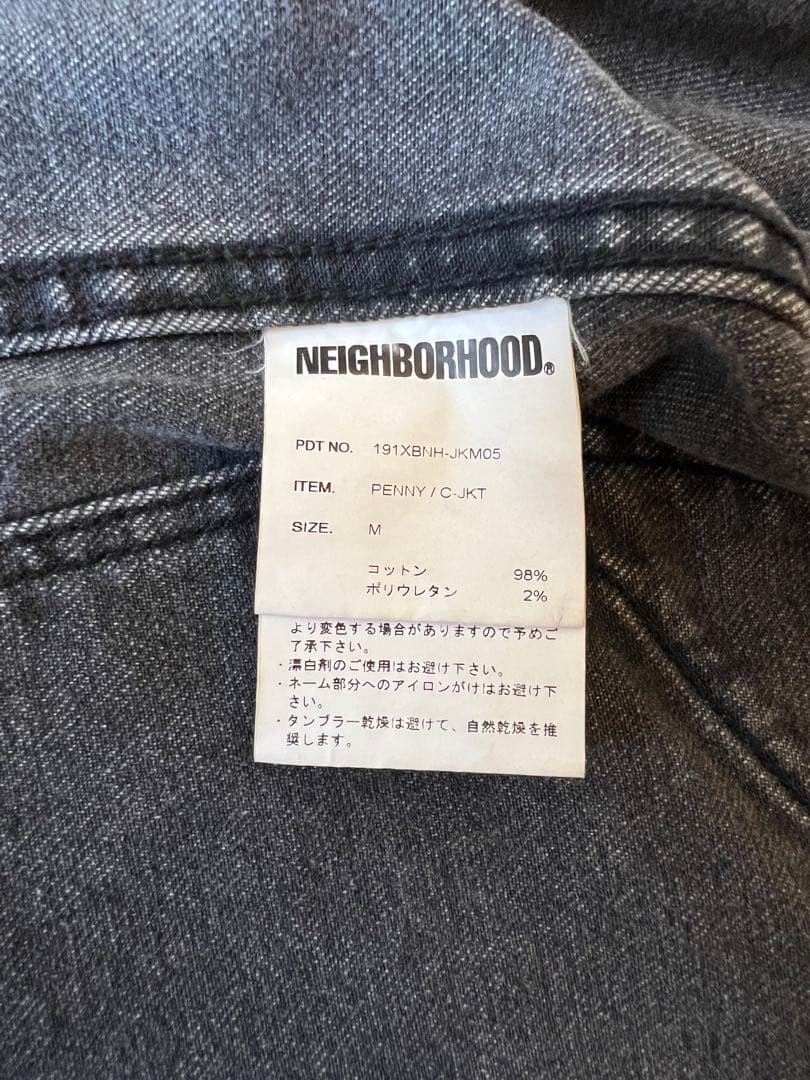 NEIGHBORHOOD®
PDT NO. 191XBNH-JKM05
ITEM. PENNY / C-JKT
SIZE. M
コットン 98%
ポリウレタン 2%
より変色する場合がありますので予めご
了承下さい。
・漂白剤のご使用はお避け下さい。
・ネーム部分へのアイロンがけはお避け下
さい。
・タンブラー乾燥は避けて、自然乾燥を推
奨します。